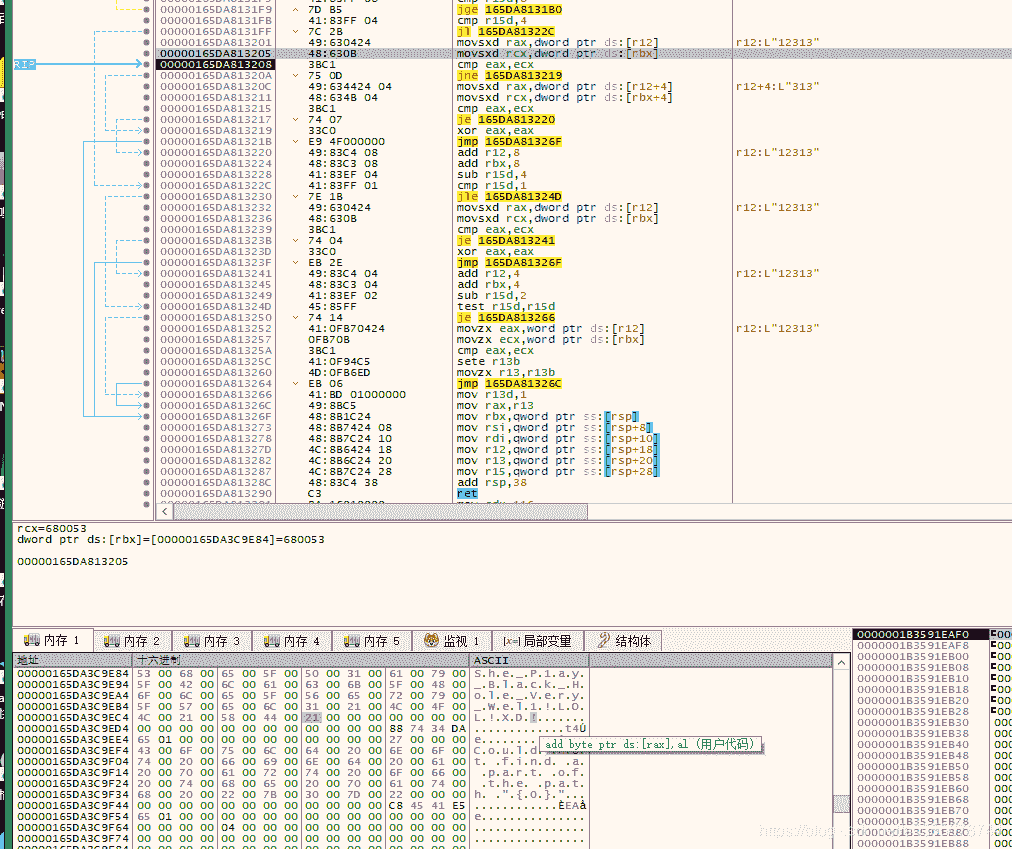 00000165DA8131F9 7D B5 jge 165DA8131B0
00000165DA8131FB 41:83FF 04 cmp r15d,4
00000165DA8131FF 7C 2B jl 165DA81322C
00000165DA813201 49:630424 movsxd rax,dword ptr ds:[r12] r12:L"12313"
00000165DA813205 48:630B movsxd rcx,dword ptr ds:[rbx]
RIP 00000165DA813208 3BC1 cmp eax,ecx
00000165DA81320A 75 0D jne 165DA813219
00000165DA81320C 49:634424 04 movsxd rax,dword ptr ds:[r12+4] r12+4:L"313"
00000165DA813211 48:634B 04 movsxd rcx,dword ptr ds:[rbx+4]
00000165DA813215 3BC1 cmp eax,ecx
00000165DA813217 74 07 je 165DA813220
00000165DA813219 33C0 xor eax,eax
00000165DA81321B E9 4F000000 jmp 165DA81326F
00000165DA813220 49:83C4 08 add r12,8 r12:L"12313"
00000165DA813224 48:83C3 08 add rbx,8
00000165DA813228 41:83EF 04 sub r15d,4
00000165DA81322C 41:83FF 01 cmp r15d,1
00000165DA813230 7E 1B jle 165DA81324D
00000165DA813232 49:630424 movsxd rax,dword ptr ds:[r12] r12:L"12313"
00000165DA813236 48:630B movsxd rcx,dword ptr ds:[rbx]
00000165DA813239 3BC1 cmp eax,ecx
00000165DA81323B 74 04 je 165DA813241
00000165DA81323D 33C0 xor eax,eax
00000165DA81323F EB 2E jmp 165DA81326F
00000165DA813241 49:83C4 04 add r12,4 r12:L"12313"
00000165DA813245 48:83C3 04 add rbx,4
00000165DA813249 41:83EF 02 sub r15d,2
00000165DA81324D 45:85FF test r15d,r15d
00000165DA813250 74 14 je 165DA813266
00000165DA813252 41:0FB70424 movzx eax,word ptr ds:[r12] r12:L"12313"
00000165DA813257 0FB70B movzx ecx,word ptr ds:[rbx]
00000165DA81325A 3BC1 cmp eax,ecx
00000165DA81325C 41:0F94C5 sete r13b
00000165DA813260 4D:0FB6ED movzx r13,r13b
00000165DA813264 EB 06 jmp 165DA81326C
00000165DA813266 41:BD 01000000 mov r13d,1
00000165DA81326C 49:8BC5 mov rax,r13
00000165DA81326F 48:8B1C24 mov rbx,qword ptr ss:[rsp]
00000165DA813273 48:8B7424 08 mov rsi,qword ptr ss:[rsp+8]
00000165DA813278 48:8B7C24 10 mov rdi,qword ptr ss:[rsp+10]
00000165DA81327D 4C:8B6424 18 mov r12,qword ptr ss:[rsp+18]
00000165DA813282 4C:8B6C24 20 mov r13,qword ptr ss:[rsp+20]
00000165DA813287 4C:8B7C24 28 mov r15,qword ptr ss:[rsp+28]
00000165DA81328C 48:83C4 38 add rsp,38
00000165DA813290 C3 ret
rcx=680053
dword ptr ds:[rbx]=[00000165DA3C9E84]=680053
00000165DA813205
内存 1 内存 2 内存 3 内存 4 内存 5 监视 1 [x=]局部变量 结构体
地址 十六进制 ASCII
00000165DA3C9E84 53 00 68 00 65 00 5F 00 50 00 31 00 61 00 79 00 S.h.e._.P.1.a.y.
00000165DA3C9E94 5F 00 42 00 6C 00 61 00 63 00 6B 00 5F 00 48 00 _.B.l.a.c.k._.H.
00000165DA3C9EA4 6F 00 6C 00 65 00 5F 00 56 00 65 00 72 00 79 00 o.l.e._.V.e.r.y.
00000165DA3C9EB4 5F 00 57 00 65 00 6C 00 31 00 21 00 4C 00 4F 00 _.W.e.l.1.!.L.O.
00000165DA3C9EC4 4C 00 21 00 58 00 44 00 21 00 00 00 00 00 00 00 L.!.X.D.!.......
00000165DA3C9ED4 00 00 00 00 00 00 00 00 00 00 00 00 88 74 34 DA .............t4Ú
00000165DA3C9EE4 65 01 00 00 00 00 00 00 00 00 00 00 27 00 00 00 e.
00000165DA3C9EF4 43 00 6F 00 75 00 6C 00 64 00 20 00 6E 00 6F 00 C.o.u.l.d.
00000165DA3C9F04 74 00 20 00 66 00 69 00 6E 00 64 00 20 00 61 00 t. .f.i.n.d. .a.
00000165DA3C9F14 20 00 70 00 61 00 72 00 74 00 20 00 6F 00 66 00  .p.a.r.t. .o.f.
00000165DA3C9F24 20 00 74 00 68 00 65 00 20 00 70 00 61 00 74 00  .t.h.e. .p.a.t.
00000165DA3C9F34 68 00 20 00 22 00 7B 00 30 00 7D 00 22 00 2E 00 h. .".{.0.}."...
00000165DA3C9F44 00 00 00 00 00 00 00 00 00 00 00 00 C8 45 41 E5 ............ÈEAå
00000165DA3C9F54 65 01 00 00 00 00 00 00 00 00 00 00 00 00 00 00 e...............
00000165DA3C9F64 00 00 00 00 04 00 00 00 00 00 00 00 00 00 00 00 ................
00000165DA3C9F74 00 00 00 00 00 00 00 00 00 00 00 00 00 00 00 00 ................
add byte ptr ds:[rax],al (用户代码)
0000001B3591EAF0
0000001B3591EAF8
0000001B3591EB00
0000001B3591EB08
0000001B3591EB10
0000001B3591EB18
0000001B3591EB20
0000001B3591EB28
0000001B3591EB30
0000001B3591EB38
0000001B3591EB40
0000001B3591EB48
0000001B3591EB50
0000001B3591EB58
0000001B3591EB60
0000001B3591EB68
0000001B3591EB70
0000001B3591EB78
0000001B3591EB80
0000001B3591EB88